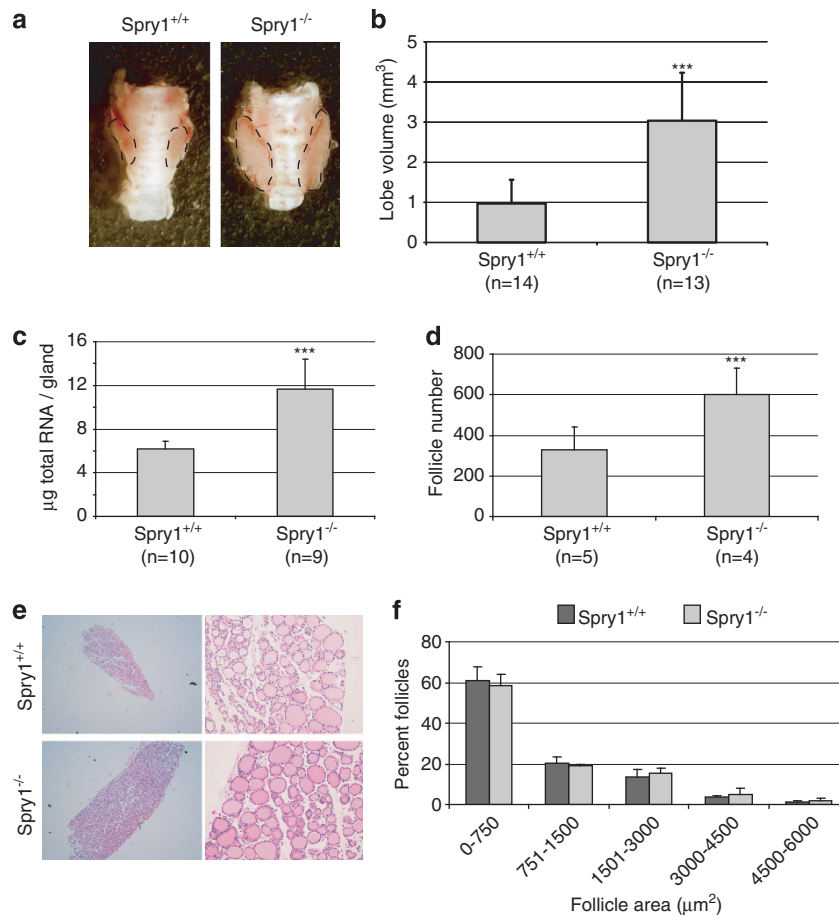 a
Spry1+/+ Spry1-/-
b
Lobe volume (mm3)
5
4
3
2
1
0
***
Spry1+/+ Spry1-/-
(n=14) (n=13)
c
µg total RNA / gland
16
12
8
4
0
***
Spry1+/+ Spry1-/-
(n=10) (n=9)
d
Follicle number
800
600
400
200
0
***
Spry1+/+ Spry1-/-
(n=5) (n=4)
e
Spry1+/+
Spry1-/-
f
Spry1+/+ Spry1-/-
Percent follicles
80
60
40
20
0
0-750
751-1500
1501-3000
3000-4500
4500-6000
Follicle area (µm2)